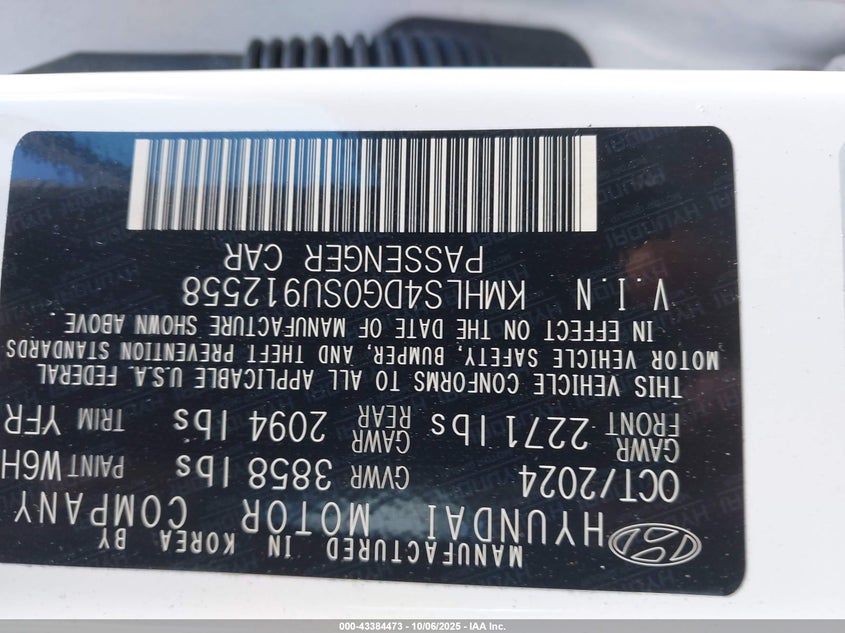 MANUFACTURED IN KOREA BY
HYUNDAI MOTOR COMPANY
OCT/2024 GVWR 3858 lbs PAINT W6H
GAWR FRONT 2271 lbs GAWR REAR 2094 lbs TRIM YFR
THIS VEHICLE CONFORMS TO ALL APPLICABLE U.S.A. FEDERAL
MOTOR VEHICLE SAFETY, BUMPER, AND THEFT PREVENTION STANDARDS
IN EFFECT ON THE DATE OF MANUFACTURE SHOWN ABOVE.
V.I.N KMHLS4DG0SU912558
PASSENGER CAR
000-43384473 - 10/06/2025 - IAA Inc.